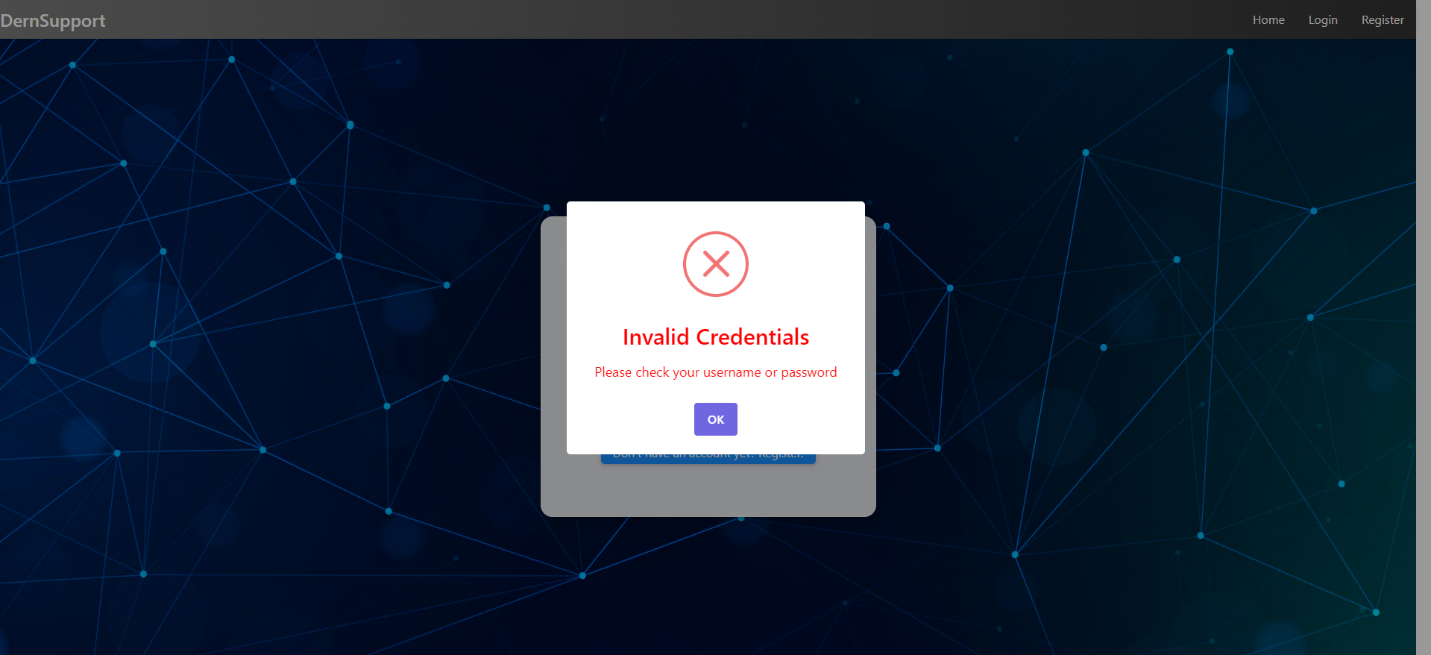 DernSupport
Home Login Register
Invalid Credentials
Please check your username or password
OK
Don't have an account yet? Register.